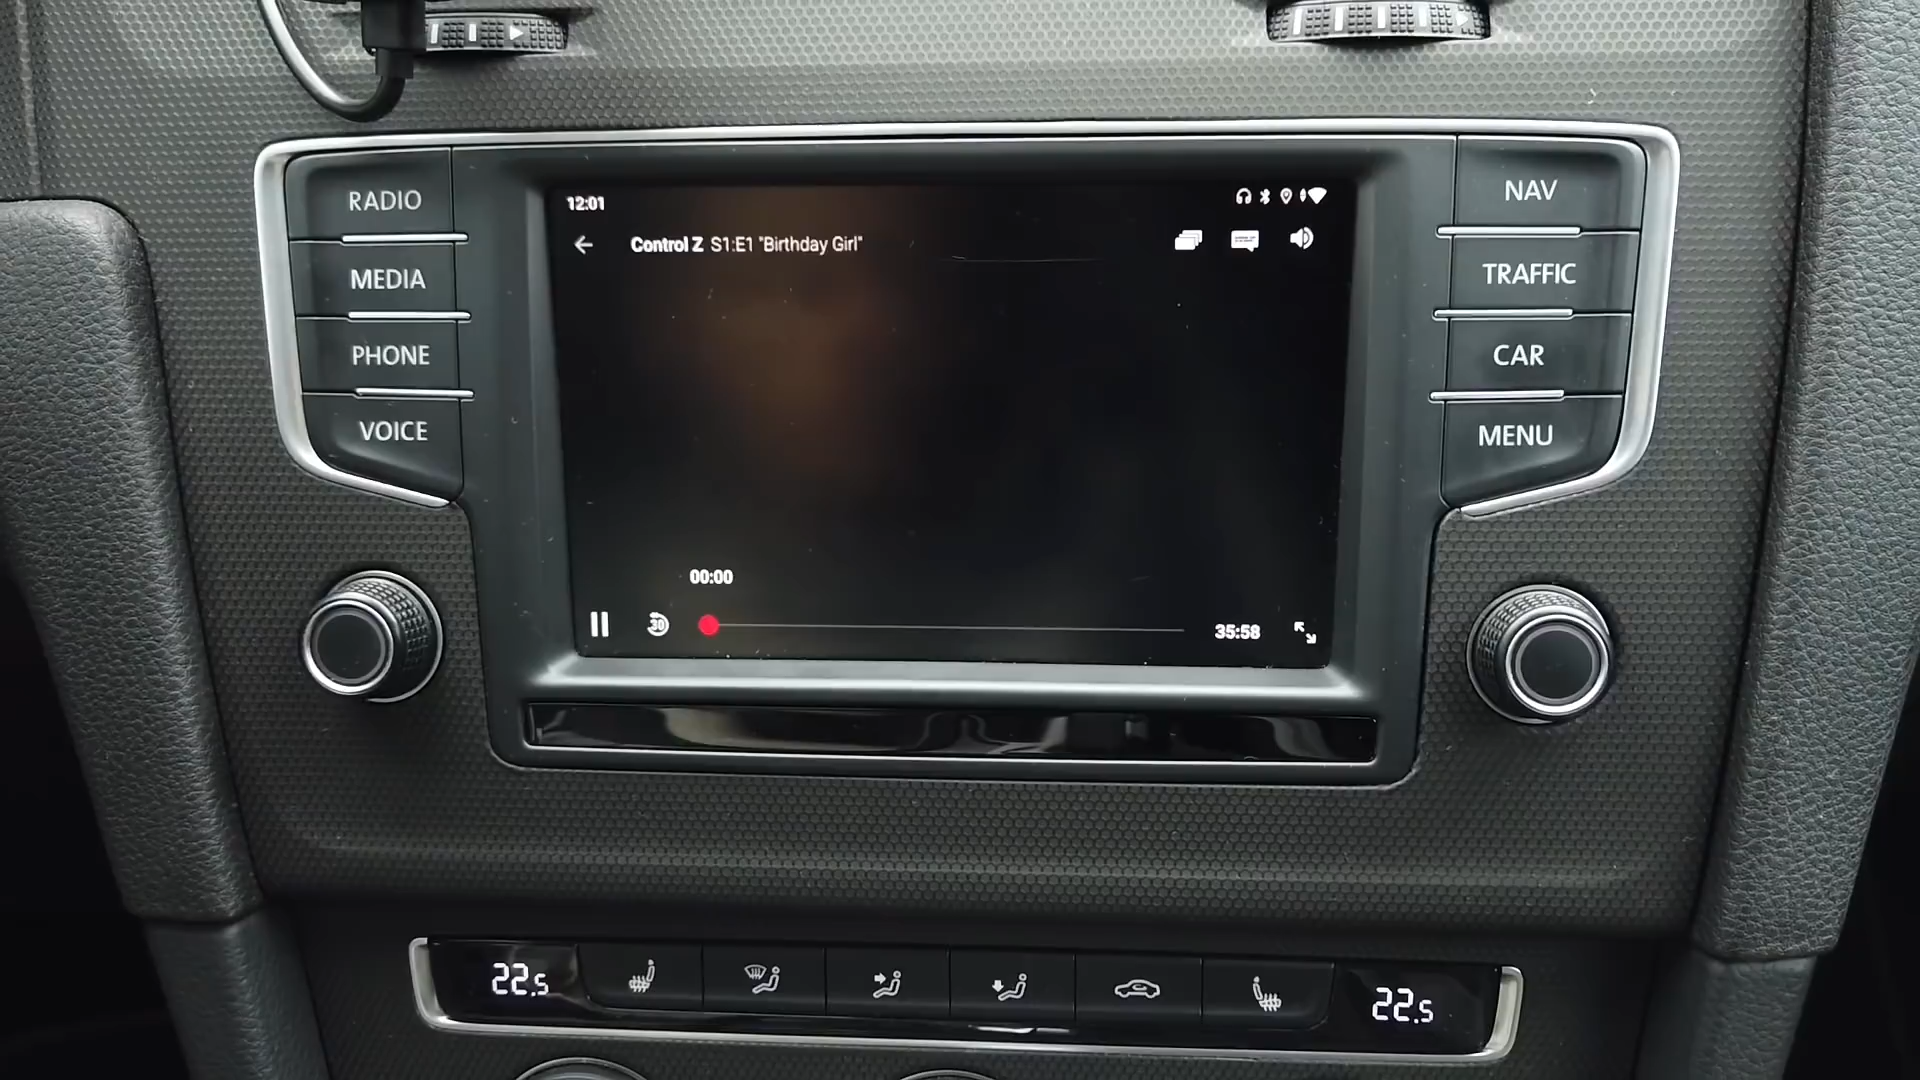 RADIO
MEDIA
PHONE
VOICE
12:01
Control Z S1:E1 "Birthday Girl"
00:00
30
35:58
NAV
TRAFFIC
CAR
MENU
22.5
22.5